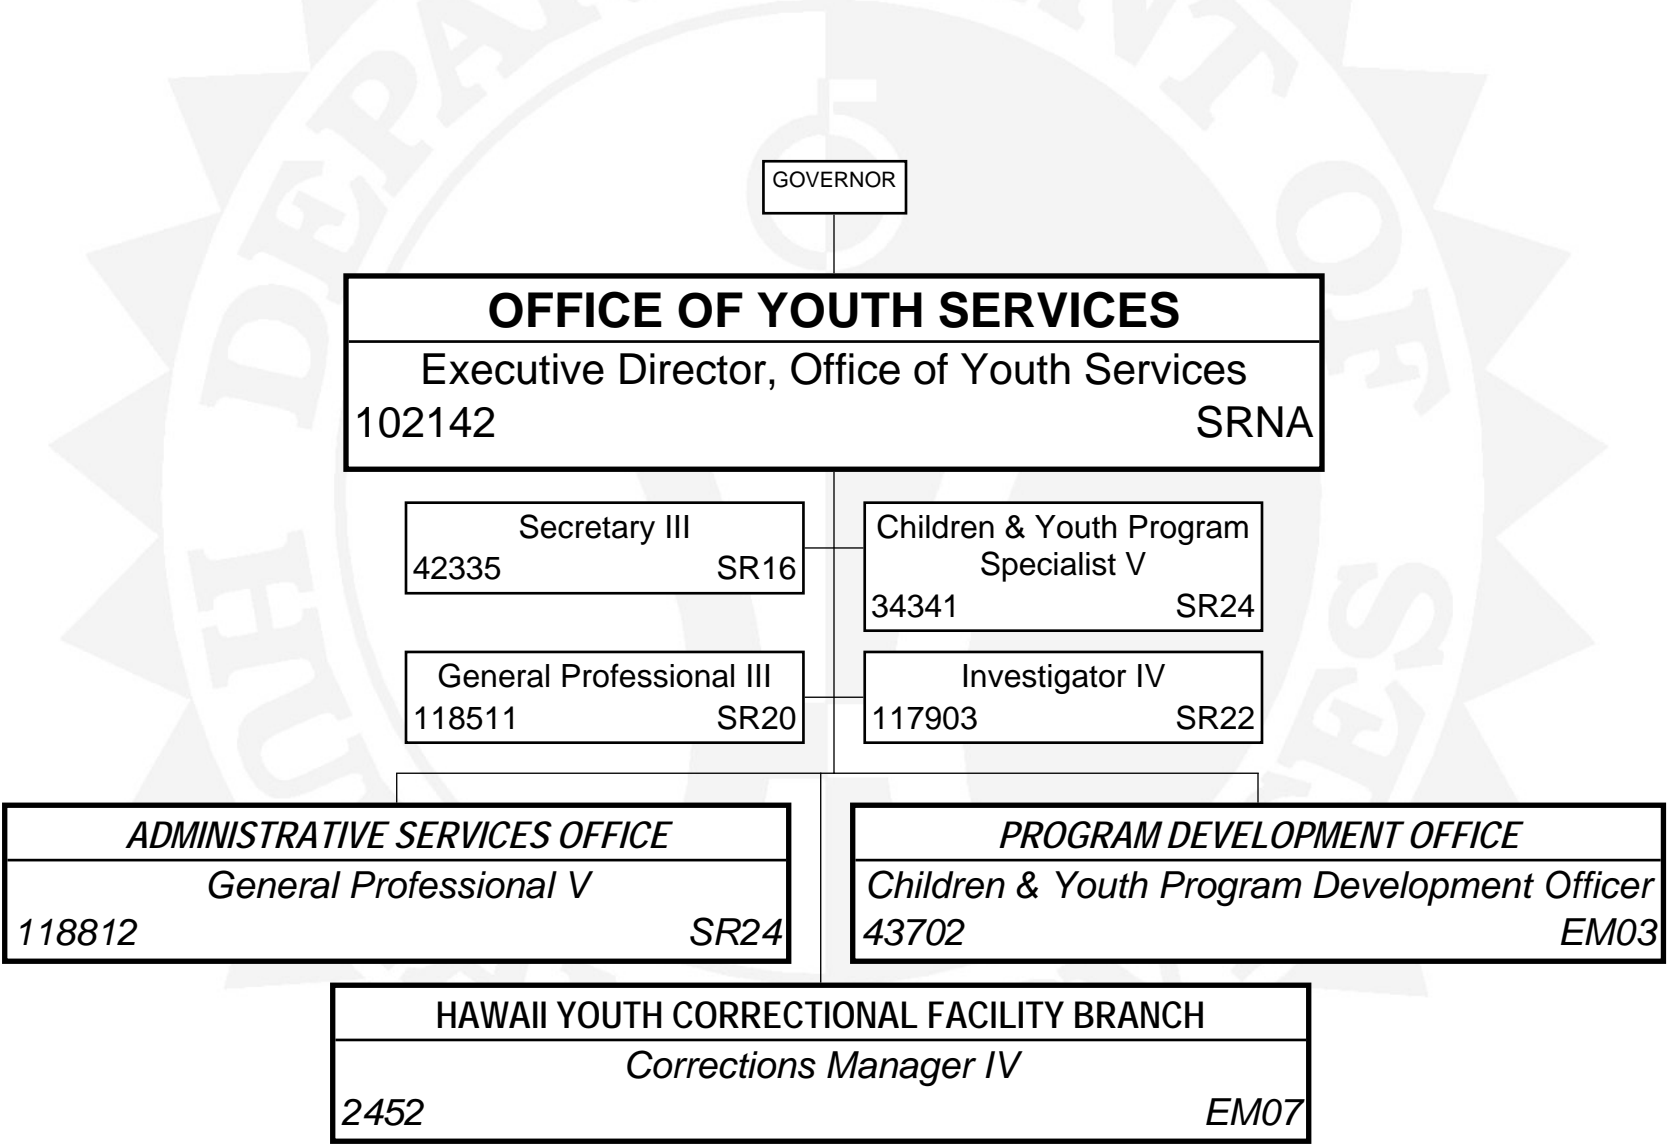 GOVERNOR
OFFICE OF YOUTH SERVICES
Executive Director, Office of Youth Services
102142 SRNA
Secretary III
42335 SR16
Children & Youth Program
Specialist V
34341 SR24
General Professional III
118511 SR20
Investigator IV
117903 SR22
ADMINISTRATIVE SERVICES OFFICE
General Professional V
118812 SR24
PROGRAM DEVELOPMENT OFFICE
Children & Youth Program Development Officer
43702 EM03
HAWAII YOUTH CORRECTIONAL FACILITY BRANCH
Corrections Manager IV
2452 EM07